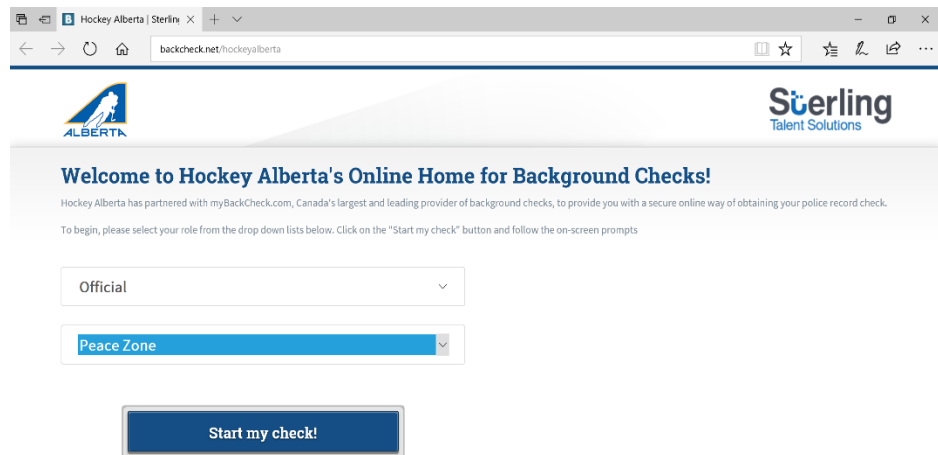 Hockey Alberta | Sterling
backcheck.net/hockeyalberta
ALBERTA
Sterling
Talent Solutions
Welcome to Hockey Alberta's Online Home for Background Checks!
Hockey Alberta has partnered with myBackCheck.com, Canada's largest and leading provider of background checks, to provide you with a secure online way of obtaining your police record check.
To begin, please select your role from the drop down lists below. Click on the "Start my check" button and follow the on-screen prompts
Official
Peace Zone
Start my check!